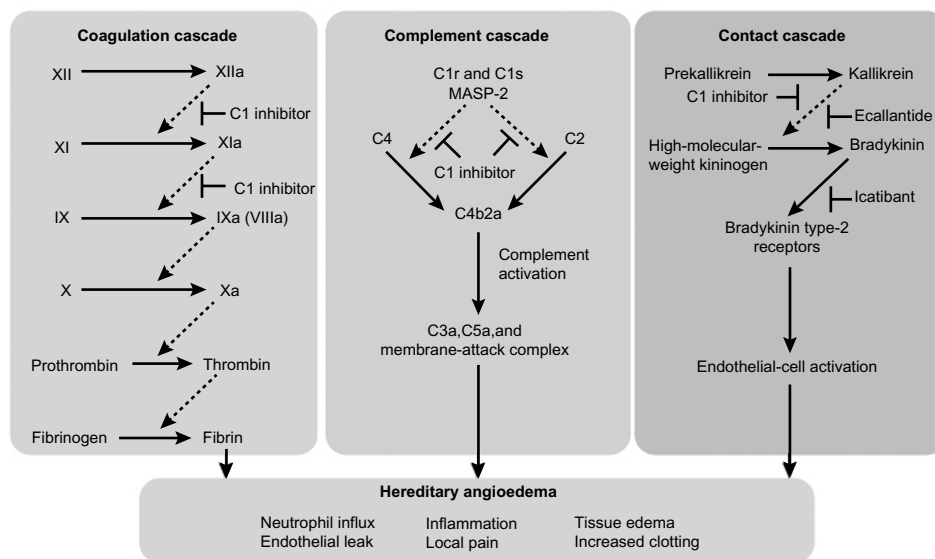 Coagulation cascade
XII
XIIa
C1 inhibitor
XI
XIa
C1 inhibitor
IX
IXa (VIIIa)
X
Xa
Prothrombin
Thrombin
Fibrinogen
Fibrin
Complement cascade
C1r and C1s
MASP-2
C4
C2
C1 inhibitor
C4b2a
Complement
activation
C3a,C5a,and
membrane-attack complex
Contact cascade
Prekallikrein
Kallikrein
C1 inhibitor
Ecallantide
High-molecular-
weight kininogen
Bradykinin
Icatibant
Bradykinin type-2
receptors
Endothelial-cell activation
Hereditary angioedema
Neutrophil influx
Inflammation
Tissue edema
Endothelial leak
Local pain
Increased clotting